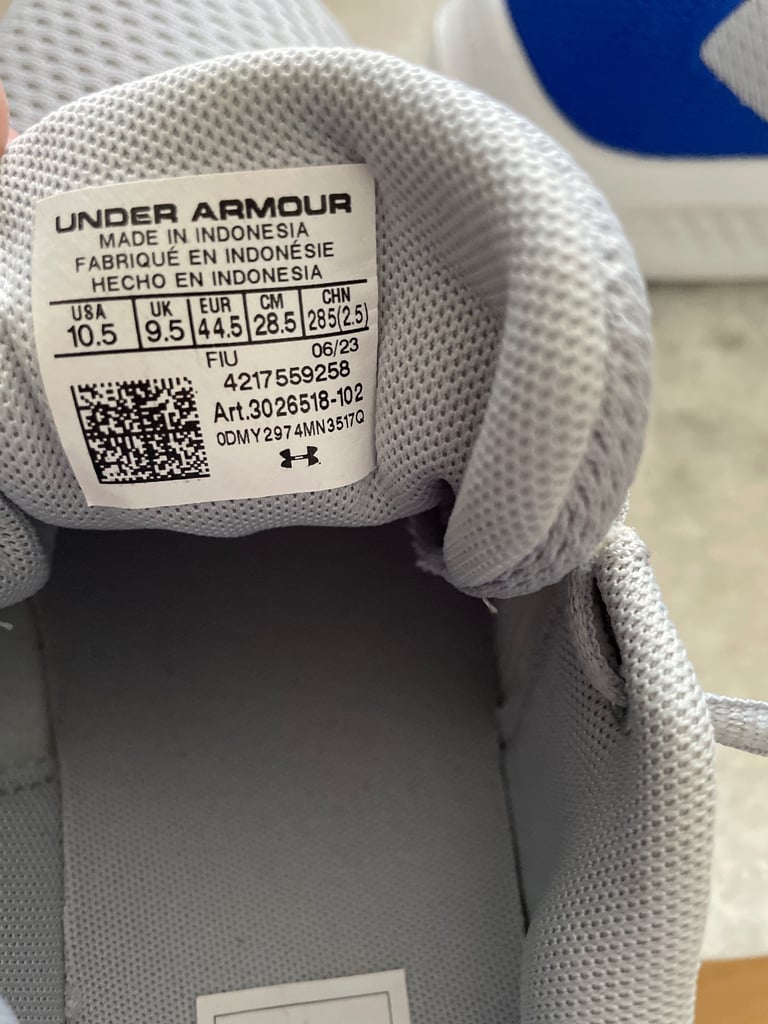 UNDER ARMOUR
MADE IN INDONESIA
FABRIQUÉ EN INDONÉSIE
HECHO EN INDONESIA
USA UK EUR CM CHN
10.5 9.5 44.5 28.5 285(2.5)
FIU 06/23
4217559258
Art.3026518-102
0DMY2974MN3517Q